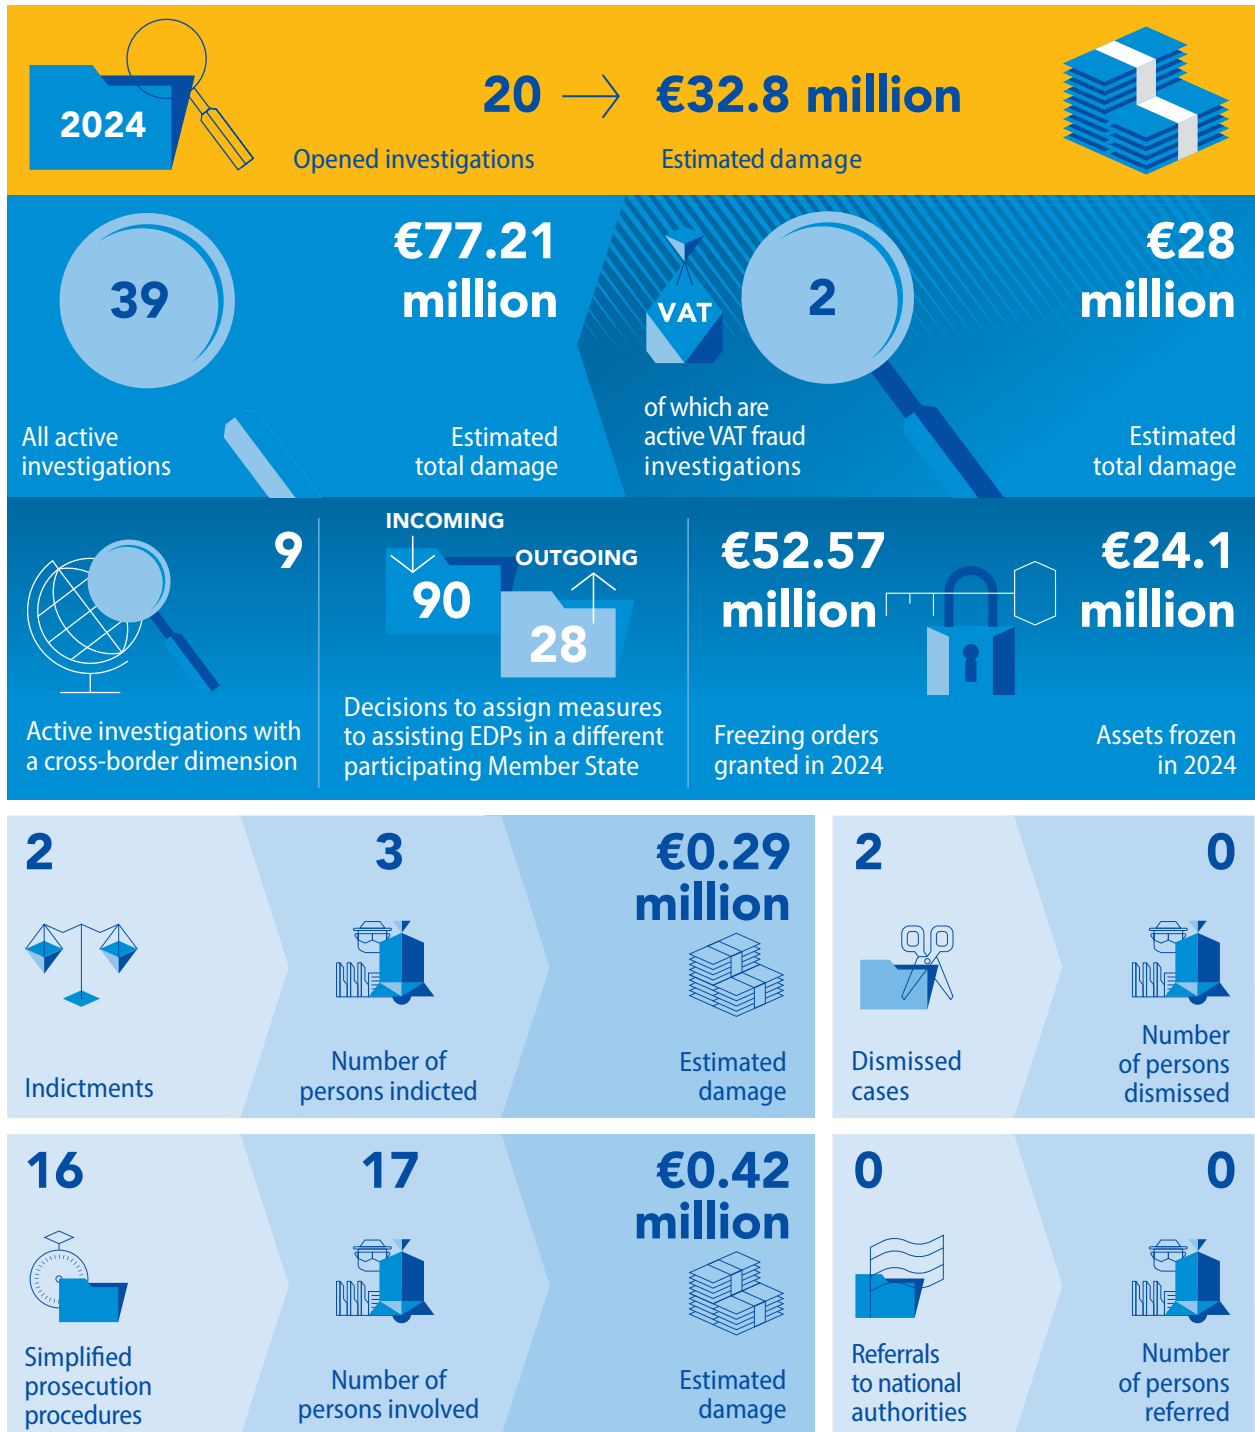 2024
20
€32.8 million
Opened investigations
Estimated damage
39
€77.21
million
All active
investigations
Estimated
total damage
VAT
2
€28
million
of which are
active VAT fraud
investigations
Estimated
total damage
9
Active investigations with
a cross-border dimension
INCOMING
90
OUTGOING
28
Decisions to assign measures
to assisting EDPs in a different
participating Member State
€52.57
million
Freezing orders
granted in 2024
€24.1
million
Assets frozen
in 2024
2
Indictments
3
Number of
persons indicted
€0.29
million
Estimated
damage
2
Dismissed
cases
0
Number
of persons
dismissed
16
Simplified
prosecution
procedures
17
Number of
persons involved
€0.42
million
Estimated
damage
0
Referrals
to national
authorities
0
Number
of persons
referred